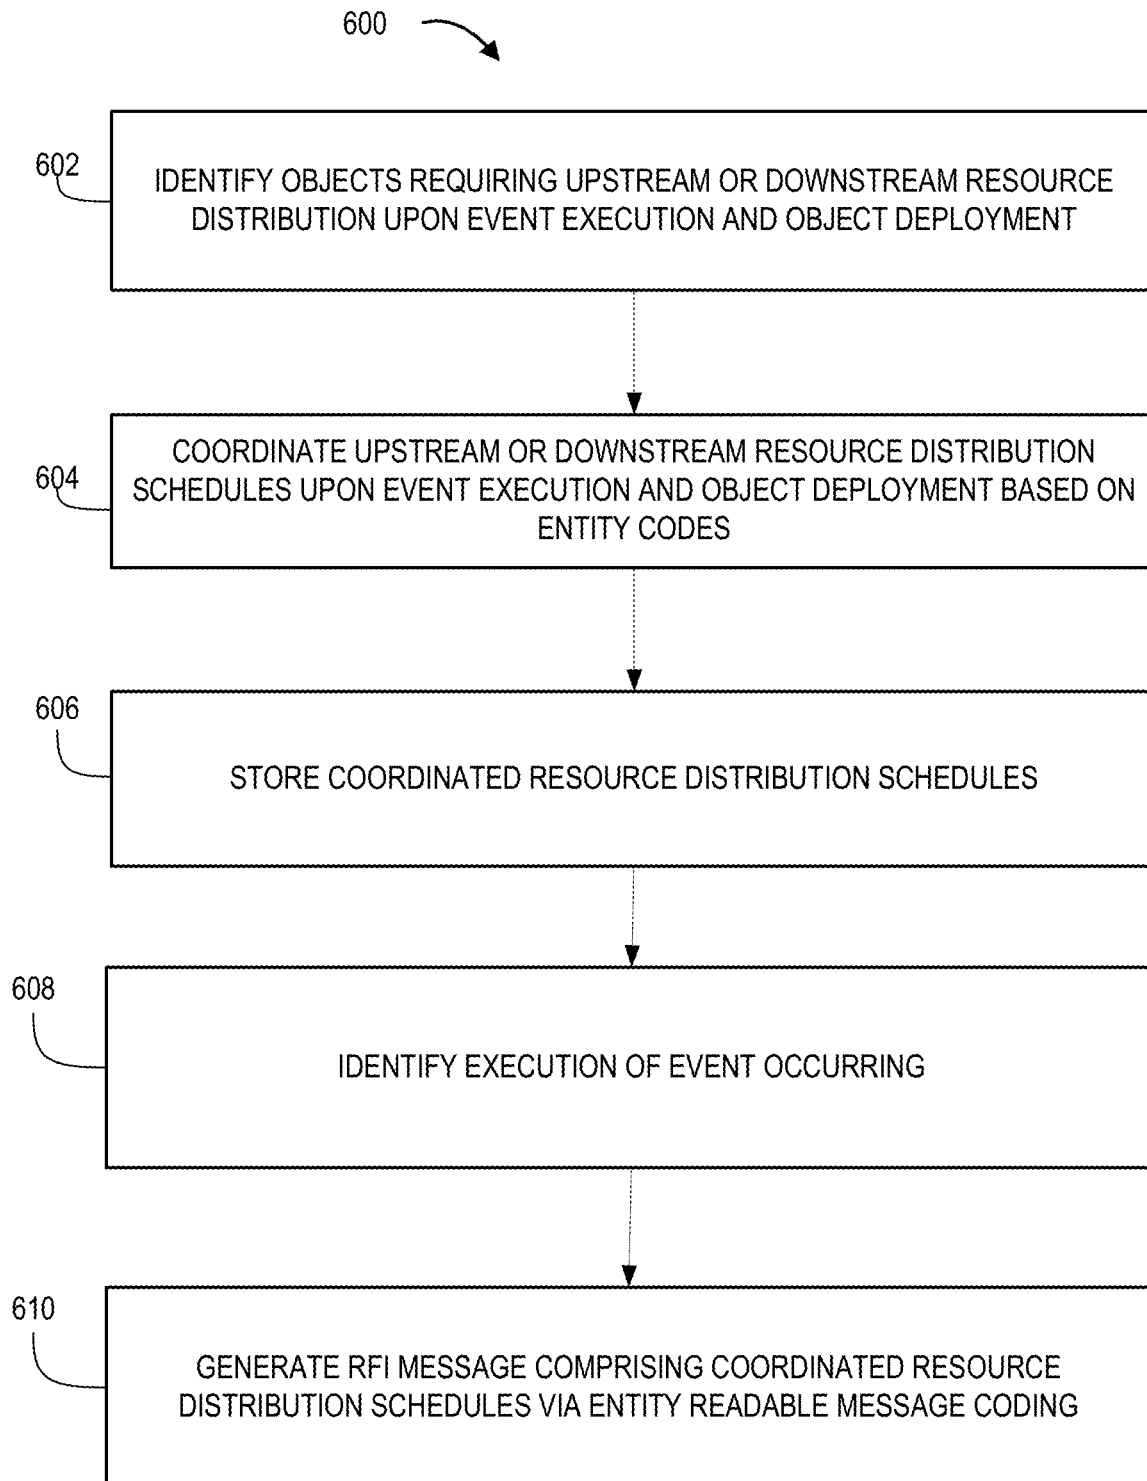 600
602
IDENTIFY OBJECTS REQUIRING UPSTREAM OR DOWNSTREAM RESOURCE
DISTRIBUTION UPON EVENT EXECUTION AND OBJECT DEPLOYMENT
604
COORDINATE UPSTREAM OR DOWNSTREAM RESOURCE DISTRIBUTION
SCHEDULES UPON EVENT EXECUTION AND OBJECT DEPLOYMENT BASED ON
ENTITY CODES
606
STORE COORDINATED RESOURCE DISTRIBUTION SCHEDULES
608
IDENTIFY EXECUTION OF EVENT OCCURRING
610
GENERATE RFI MESSAGE COMPRISING COORDINATED RESOURCE
DISTRIBUTION SCHEDULES VIA ENTITY READABLE MESSAGE CODING